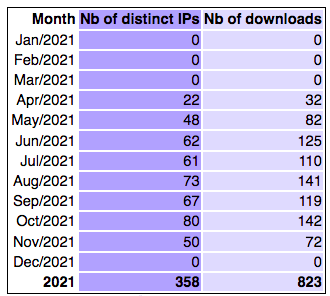 Month Nb of distinct IPs Nb of downloads
Jan/2021 0 0
Feb/2021 0 0
Mar/2021 0 0
Apr/2021 22 32
May/2021 48 82
Jun/2021 62 125
Jul/2021 61 110
Aug/2021 73 141
Sep/2021 67 119
Oct/2021 80 142
Nov/2021 50 72
Dec/2021 0 0
2021 358 823